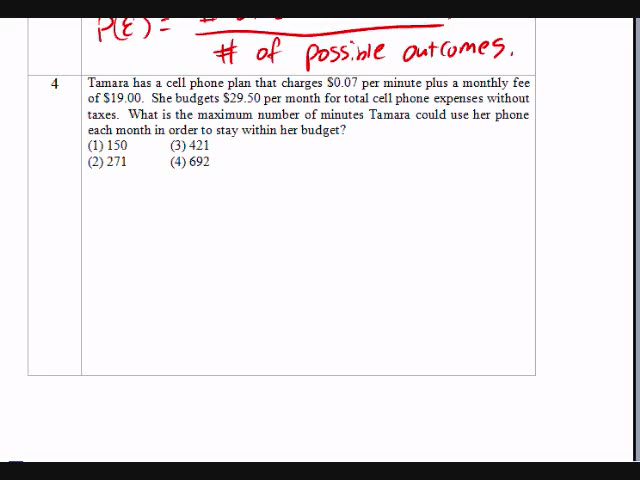 P(E) =
# of possible outcomes.
4
Tamara has a cell phone plan that charges $0.07 per minute plus a monthly fee
of $19.00. She budgets $29.50 per month for total cell phone expenses without
taxes. What is the maximum number of minutes Tamara could use her phone
each month in order to stay within her budget?
(1) 150 (3) 421
(2) 271 (4) 692